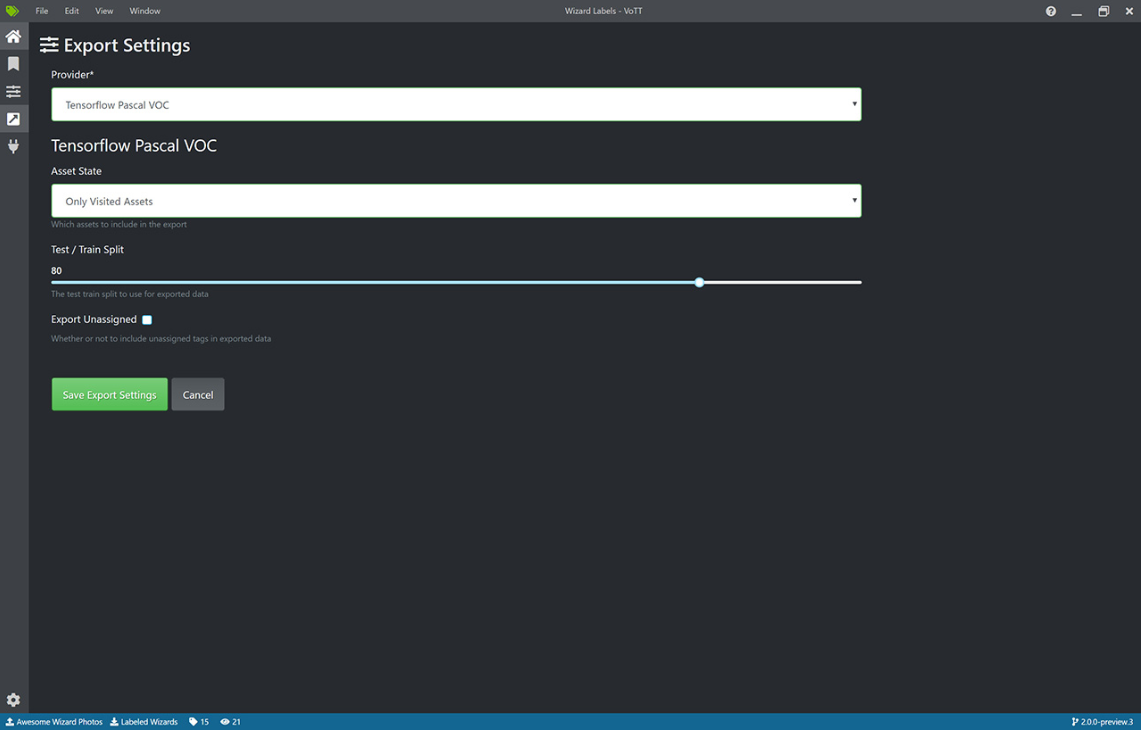 File Edit View Window Wizard Labels - VoTT
Export Settings
Provider*
Tensorflow Pascal VOC
Tensorflow Pascal VOC
Asset State
Only Visited Assets
Which assets to include in the export
Test / Train Split
80
The test train split to use for exported data
Export Unassigned
Whether or not to include unassigned tags in exported data
Save Export Settings Cancel
Awesome Wizard Photos Labeled Wizards 15 21 2.0.0-preview.3